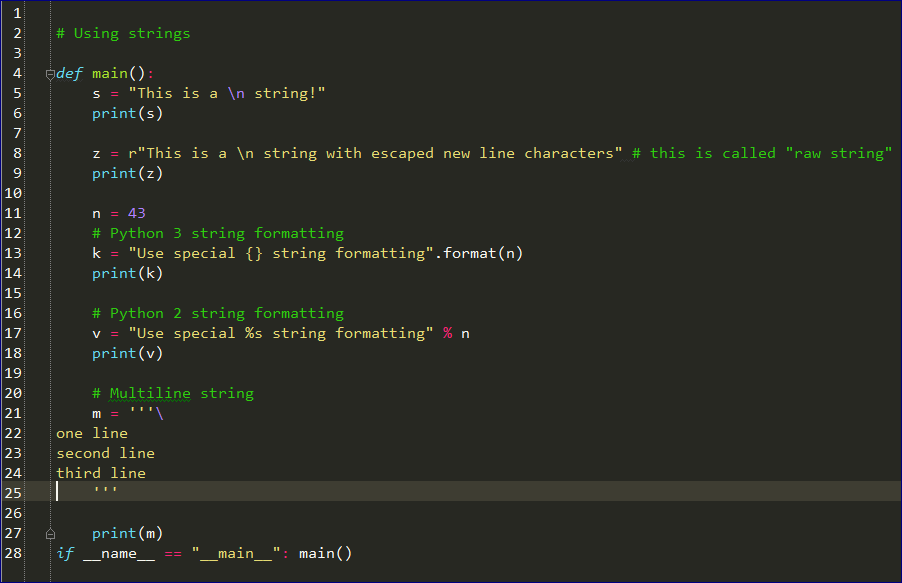 1
2 # Using strings
3
4 def main():
5 s = "This is a \n string!"
6 print(s)
7
8 z = r"This is a \n string with escaped new line characters" # this is called "raw string"
9 print(z)
10
11 n = 43
12 # Python 3 string formatting
13 k = "Use special {} string formatting".format(n)
14 print(k)
15
16 # Python 2 string formatting
17 v = "Use special %s string formatting" % n
18 print(v)
19
20 # Multiline string
21 m = '''\
22 one line
23 second line
24 third line
25 '''
26
27 print(m)
28 if __name__ == "__main__": main()